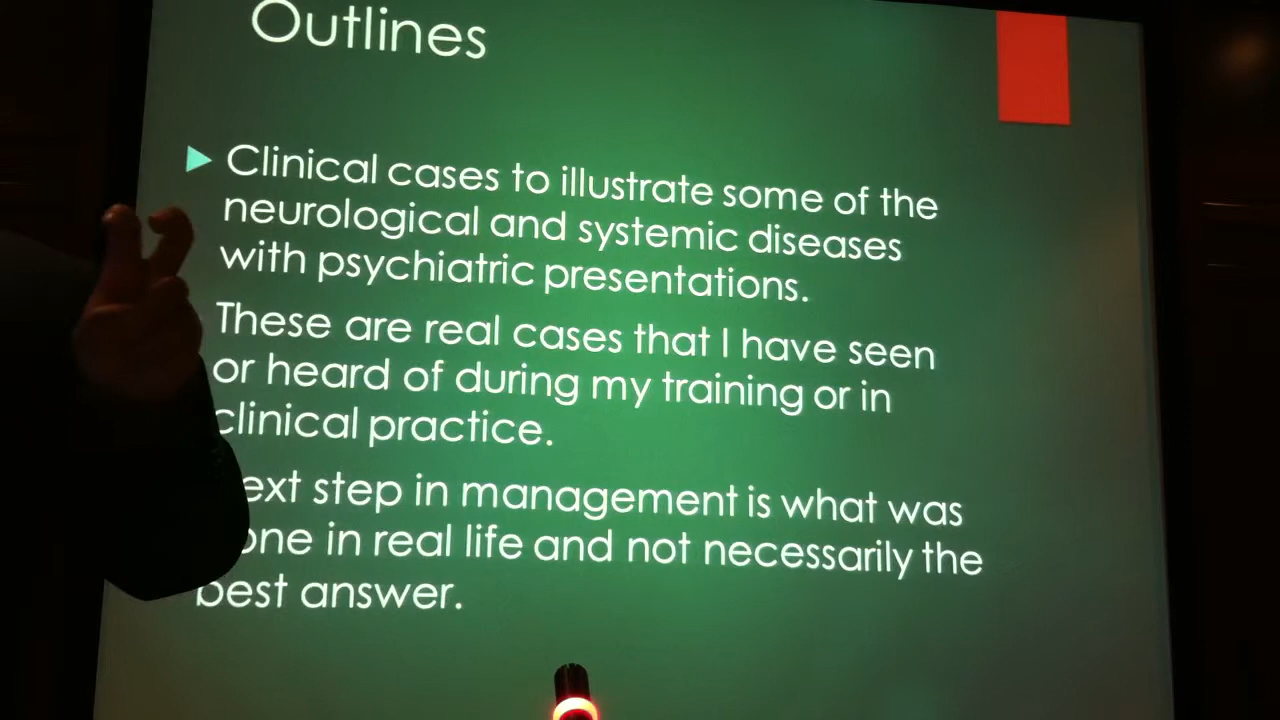 Outlines
Clinical cases to illustrate some of the
neurological and systemic diseases
with psychiatric presentations.
These are real cases that I have seen
or heard of during my training or in
clinical practice.
ext step in management is what was
one in real life and not necessarily the
best answer.